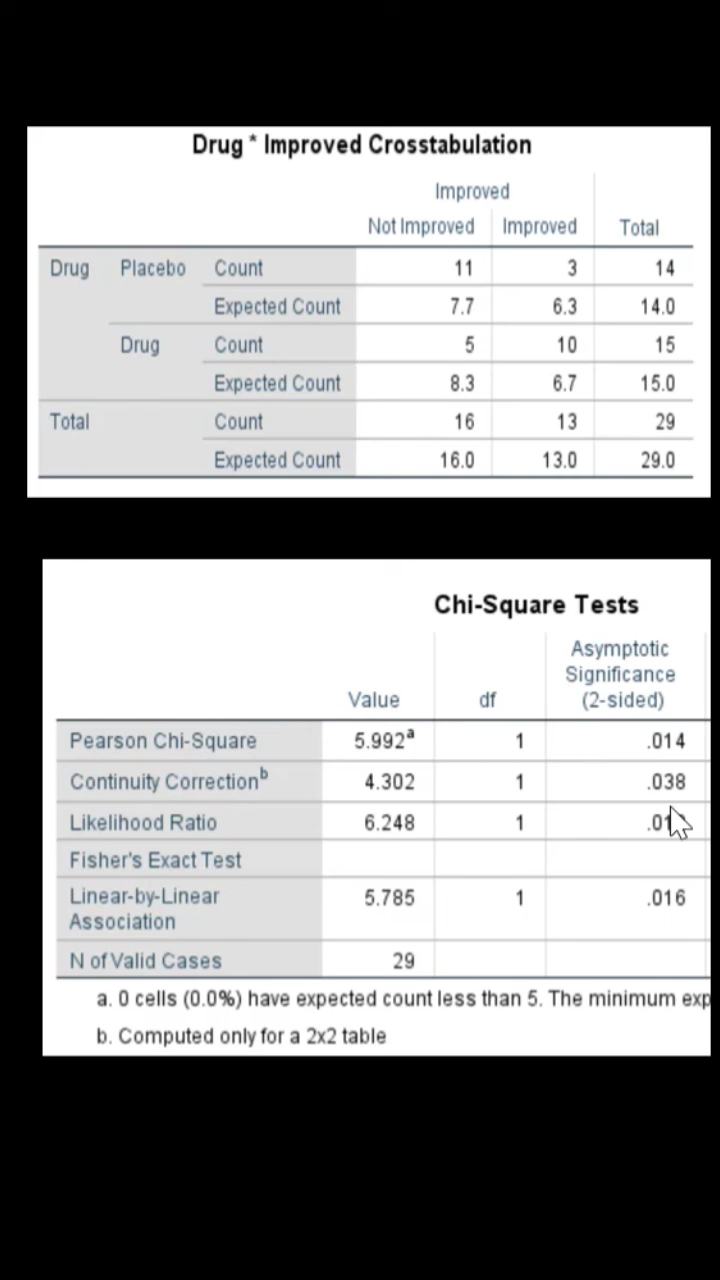 Drug * Improved Crosstabulation
Improved
Not Improved Improved Total
Drug Placebo Count 11 3 14
Expected Count 7.7 6.3 14.0
Drug Count 5 10 15
Expected Count 8.3 6.7 15.0
Total Count 16 13 29
Expected Count 16.0 13.0 29.0
Chi-Square Tests
Asymptotic
Significance
Value df (2-sided)
Pearson Chi-Square 5.992a 1 .014
Continuity Correctionb 4.302 1 .038
Likelihood Ratio 6.248 1
Fisher's Exact Test
Linear-by-Linear
Association 5.785 1 .016
N of Valid Cases 29
a. 0 cells (0.0%) have expected count less than 5. The minimum
b. Computed only for a 2x2 table